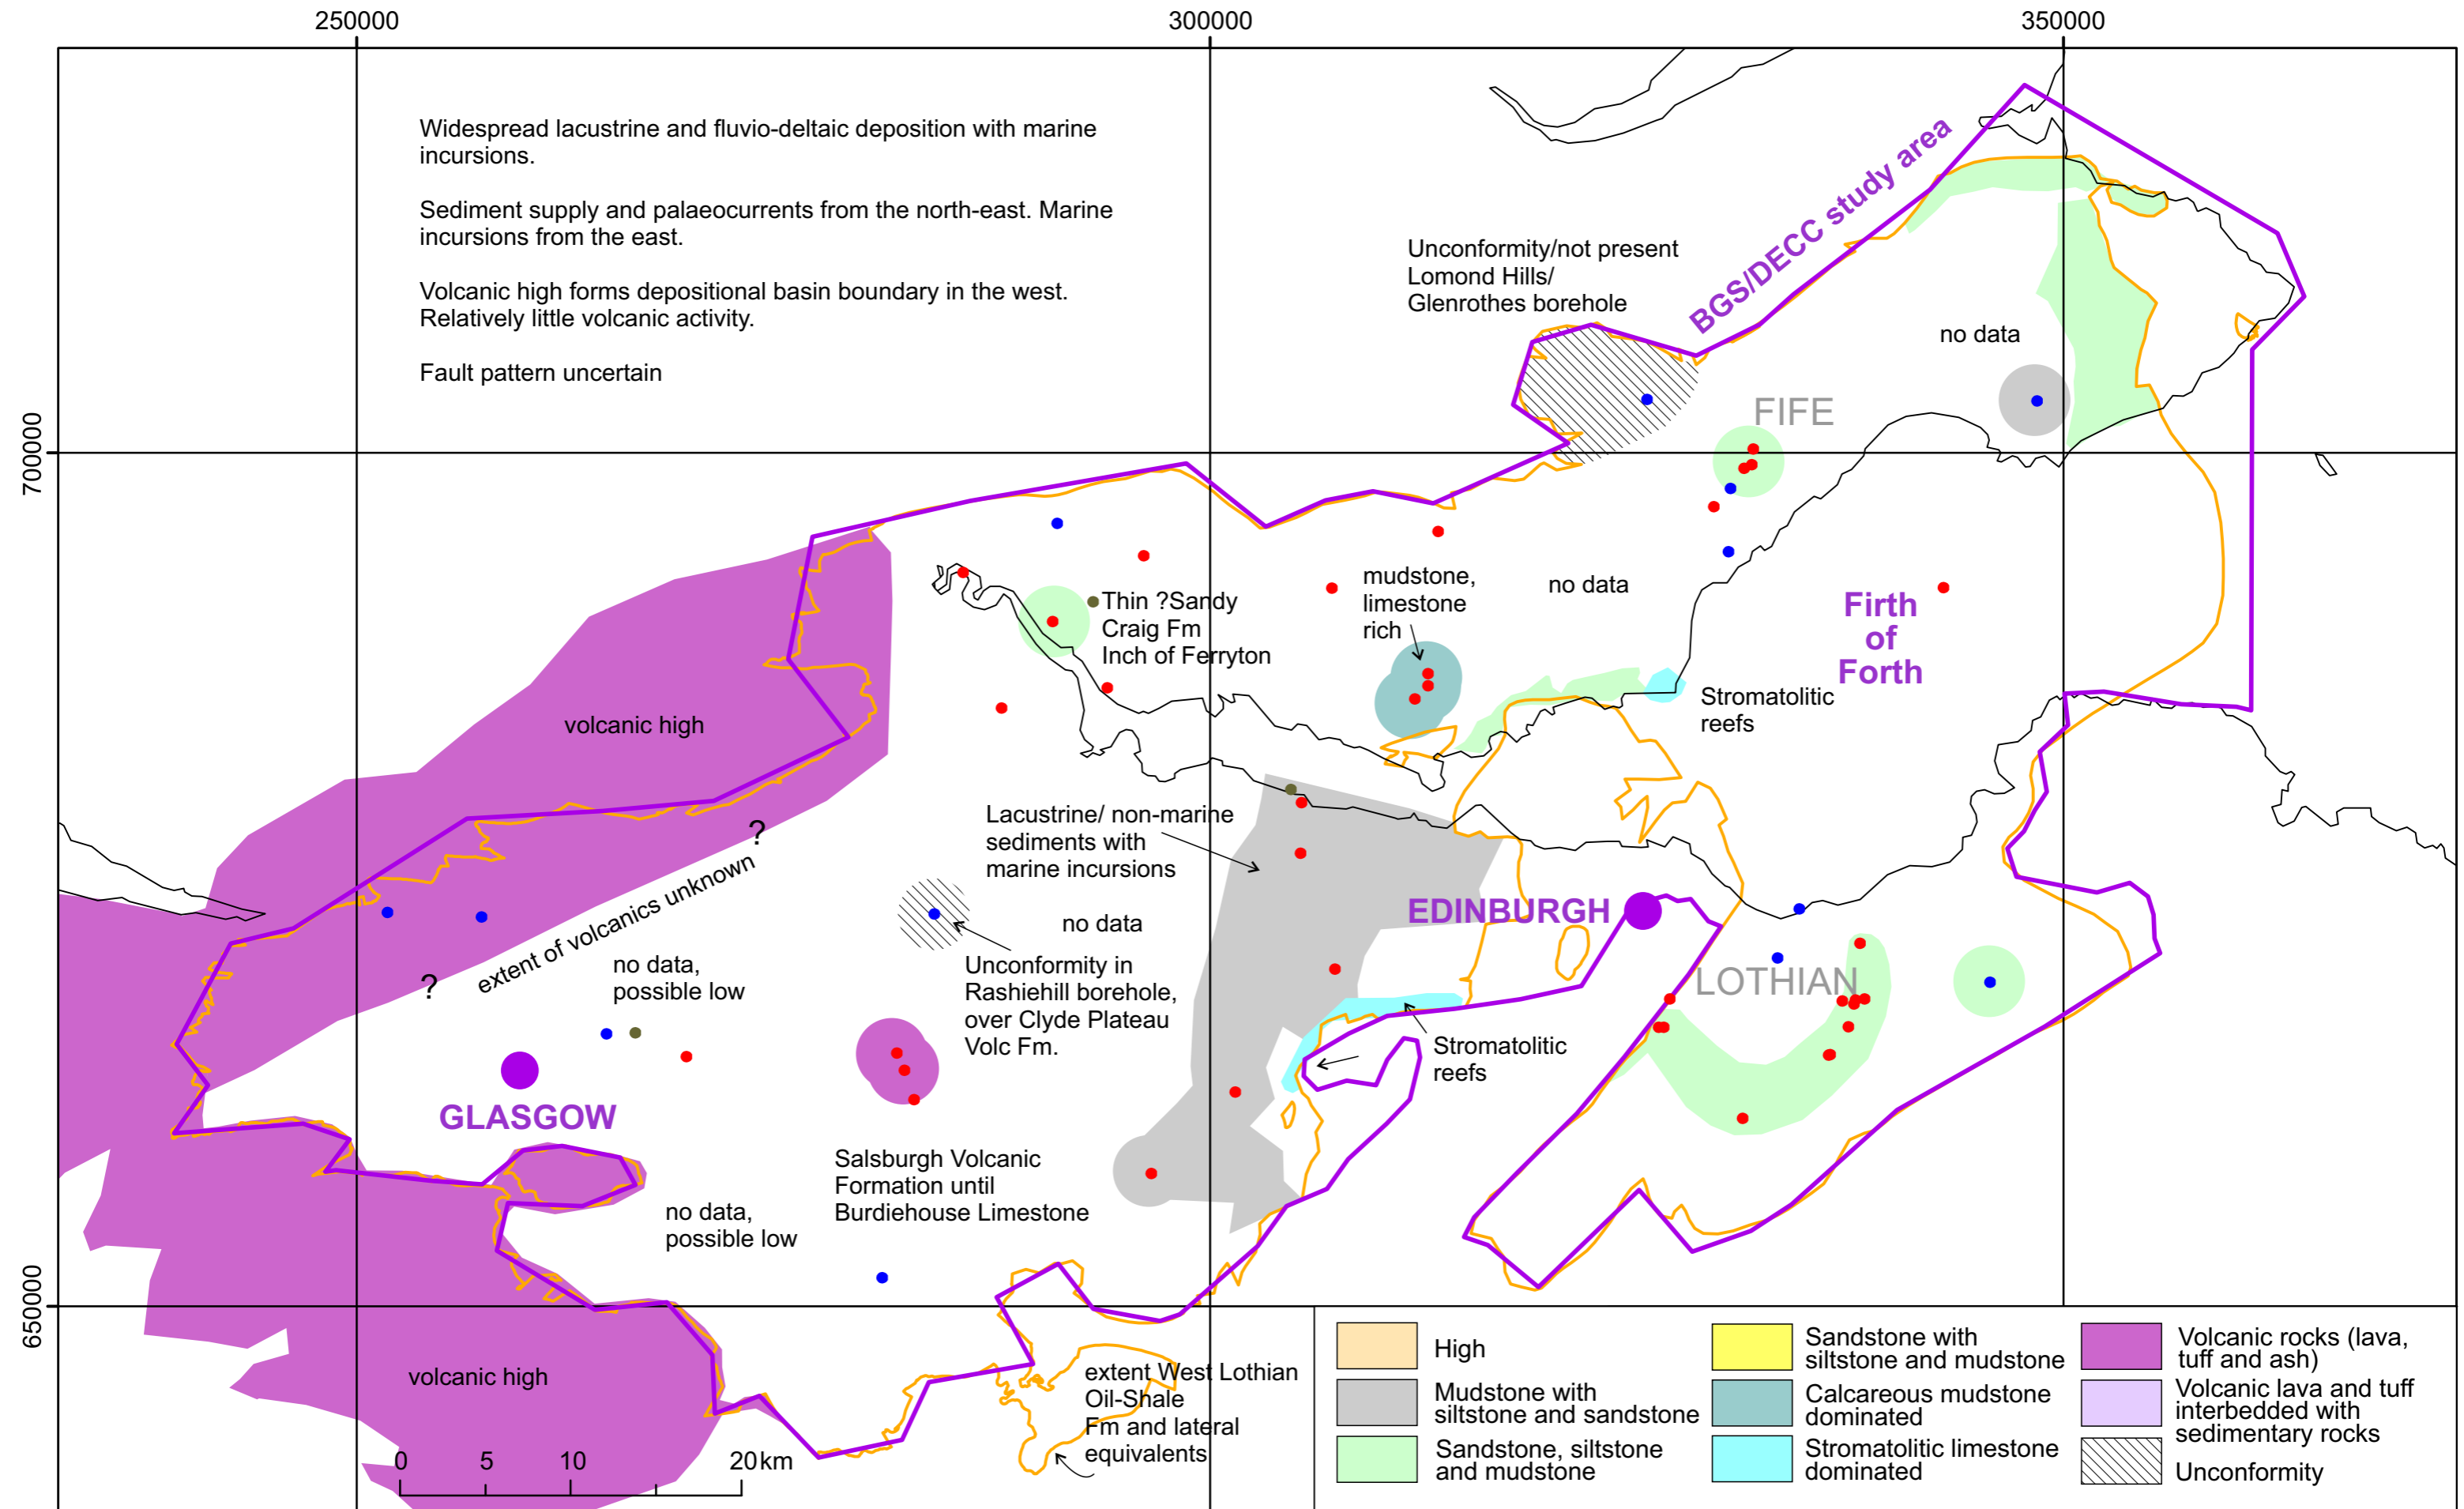 250000
300000
350000
Widespread lacustrine and fluvio-deltaic deposition with marine
incursions.
Sediment supply and palaeocurrents from the north-east. Marine
incursions from the east.
Volcanic high forms depositional basin boundary in the west.
Relatively little volcanic activity.
Fault pattern uncertain
BGS/DECC study area
Unconformity/not present
Lomond Hills/
Glenrothes borehole
no data
FIFE
700000
mudstone,
limestone
rich
no data
Thin ?Sandy
Craig Fm
Inch of Ferryton
Firth
of
Forth
Stromatolitic
reefs
volcanic high
Lacustrine/ non-marine
sediments with
marine incursions
?
extent of volcanics unknown
?
EDINBURGH
no data
no data,
possible low
Unconformity in
Rashiehill borehole,
over Clyde Plateau
Volc Fm.
LOTHIAN
Stromatolitic
reefs
GLASGOW
Salsburgh Volcanic
Formation until
Burdiehouse Limestone
no data,
possible low
650000
volcanic high
extent West Lothian
Oil-Shale
Fm and lateral
equivalents
0 5 10 20km
High
Mudstone with
siltstone and sandstone
Sandstone, siltstone
and mudstone
Sandstone with
siltstone and mudstone
Calcareous mudstone
dominated
Stromatolitic limestone
dominated
Volcanic rocks (lava,
tuff and ash)
Volcanic lava and tuff
interbedded with
sedimentary rocks
Unconformity